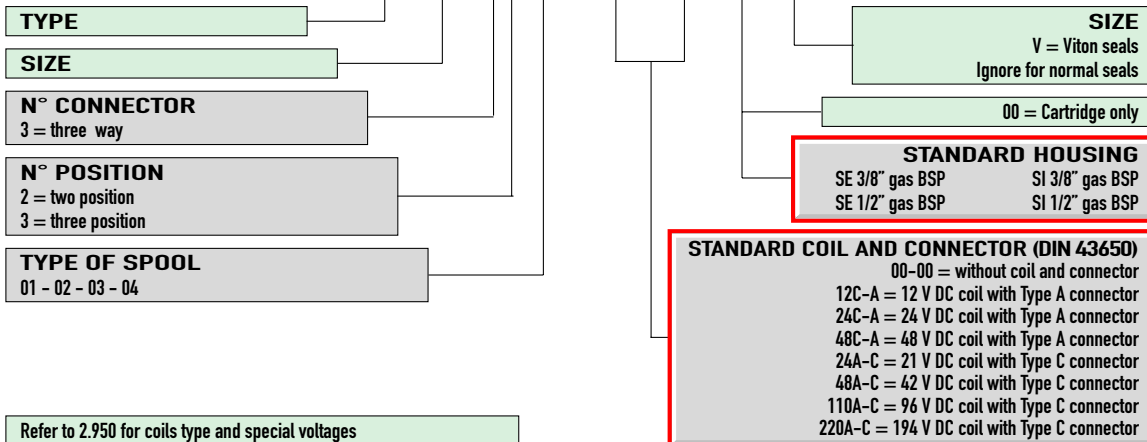 TYPE
SIZE
N° CONNECTOR
3 = three way
N° POSITION
2 = two position
3 = three position
TYPE OF SPOOL
01 - 02 - 03 - 04
Refer to 2.950 for coils type and special voltages
SIZE
V = Viton seals
Ignore for normal seals
00 = Cartridge only
STANDARD HOUSING
SE 3/8” gas BSP SI 3/8” gas BSP
SE 1/2” gas BSP SI 1/2” gas BSP
STANDARD COIL AND CONNECTOR (DIN 43650)
00-00 = without coil and connector
12C-A = 12 V DC coil with Type A connector
24C-A = 24 V DC coil with Type A connector
48C-A = 48 V DC coil with Type A connector
24A-C = 21 V DC coil with Type C connector
48A-C = 42 V DC coil with Type C connector
110A-C = 96 V DC coil with Type C connector
220A-C = 194 V DC coil with Type C connector